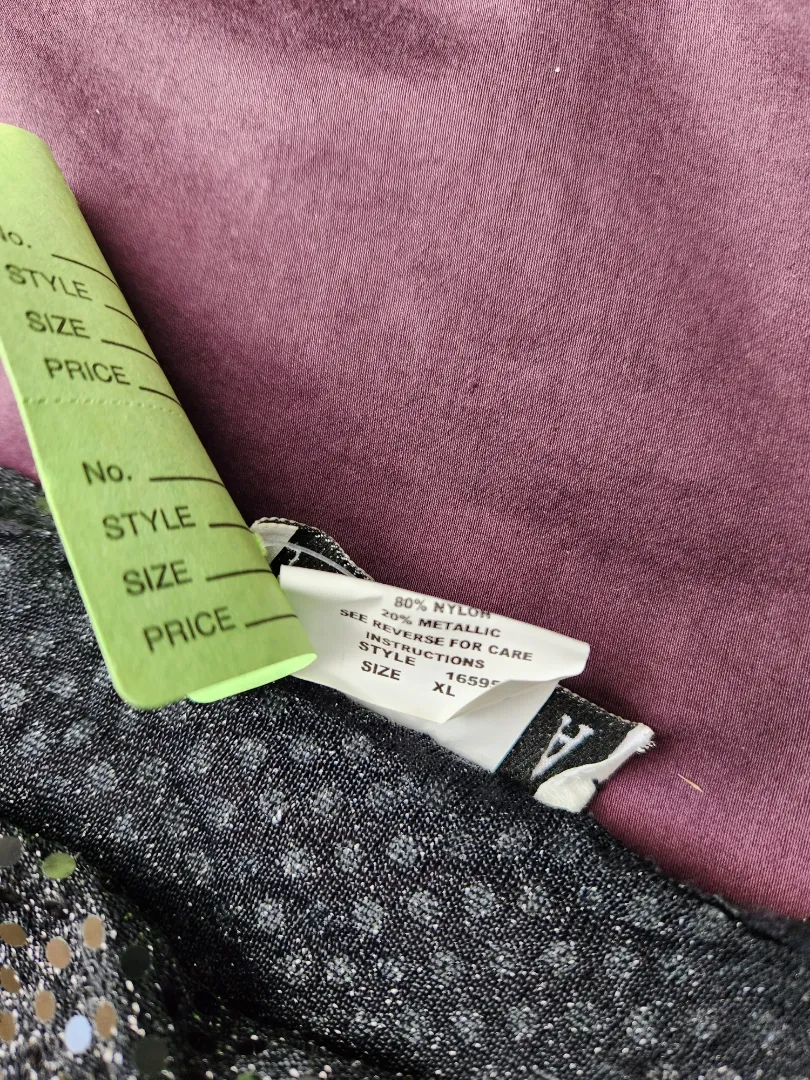 No.
STYLE
SIZE
PRICE
No.
STYLE
SIZE
PRICE
80% NYLON
20% METALLIC
SEE REVERSE FOR CARE
INSTRUCTIONS
STYLE 16595
SIZE XL
A